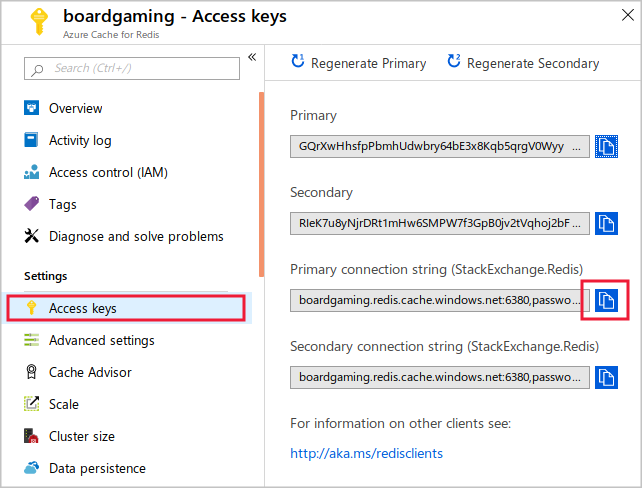 boardgaming - Access keys
Azure Cache for Redis
Search (Ctrl+/)
«
Overview
Activity log
Access control (IAM)
Tags
Diagnose and solve problems
Settings
Access keys
Advanced settings
Cache Advisor
Scale
Cluster size
Data persistence
Regenerate Primary
Regenerate Secondary
Primary
GQrXwHhsfpPbmhUdwbry64bE3x8Kqb5qrgV0Wyy ...
Secondary
RIeK7u8yNjrDRt1mHw6SMPW7f3GpB0jv2tVqhoj2bF ...
Primary connection string (StackExchange.Redis)
boardgaming.redis.cache.windows.net:6380,passwo...
Secondary connection string (StackExchange.Redis)
boardgaming.redis.cache.windows.net:6380,passwo...
For information on other clients see:
http://aka.ms/redisclients